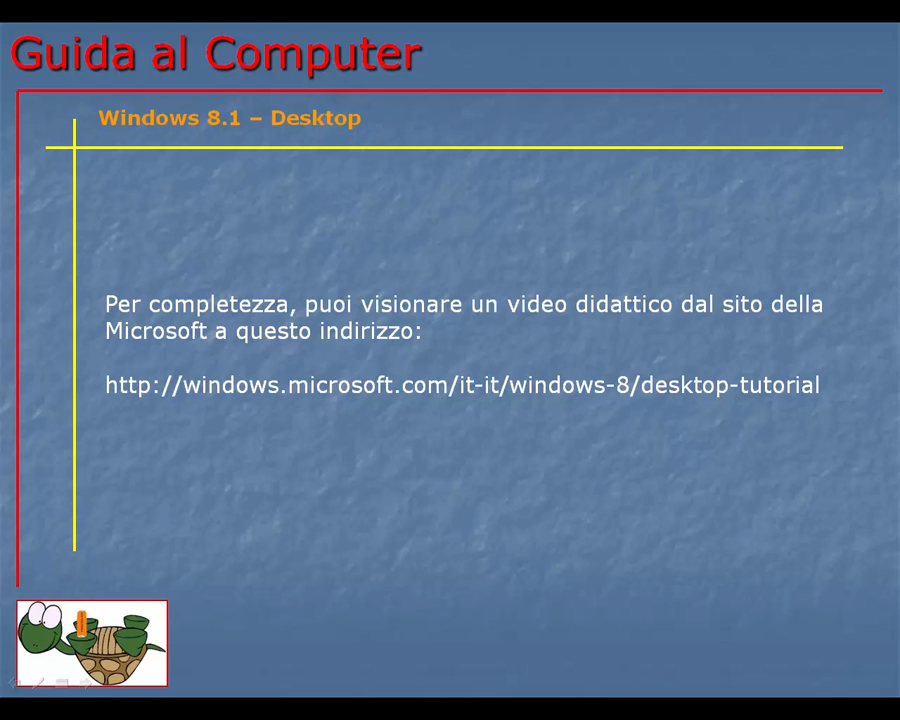 Guida al Computer
Windows 8.1 – Desktop
Per completezza, puoi visionare un video didattico dal sito della
Microsoft a questo indirizzo:
http://windows.microsoft.com/it-it/windows-8/desktop-tutorial